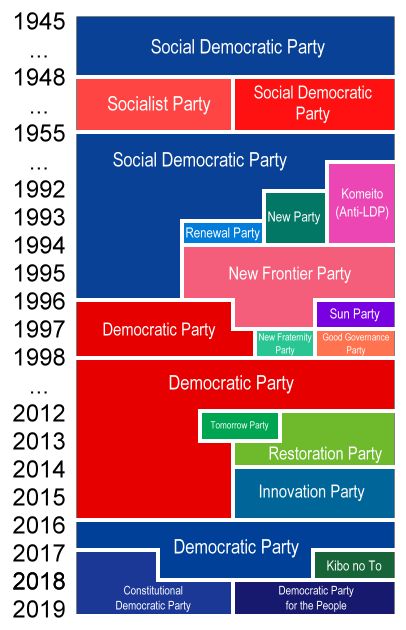 1945
Social Democratic Party
...
1948
Socialist Party
Social Democratic
Party
...
1955
Social Democratic Party
...
1992
Komeito
(Anti-LDP)
1993
New Party
Renewal Party
1994
1995
New Frontier Party
1996
Sun Party
1997
Democratic Party
New Fraternity
Party
Good Governance
Party
1998
Democratic Party
...
2012
Tomorrow Party
2013
Restoration Party
2014
Innovation Party
2015
2016
Democratic Party
2017
Kibo no To
2018
Constitutional
Democratic Party
Democratic Party
for the People
2019